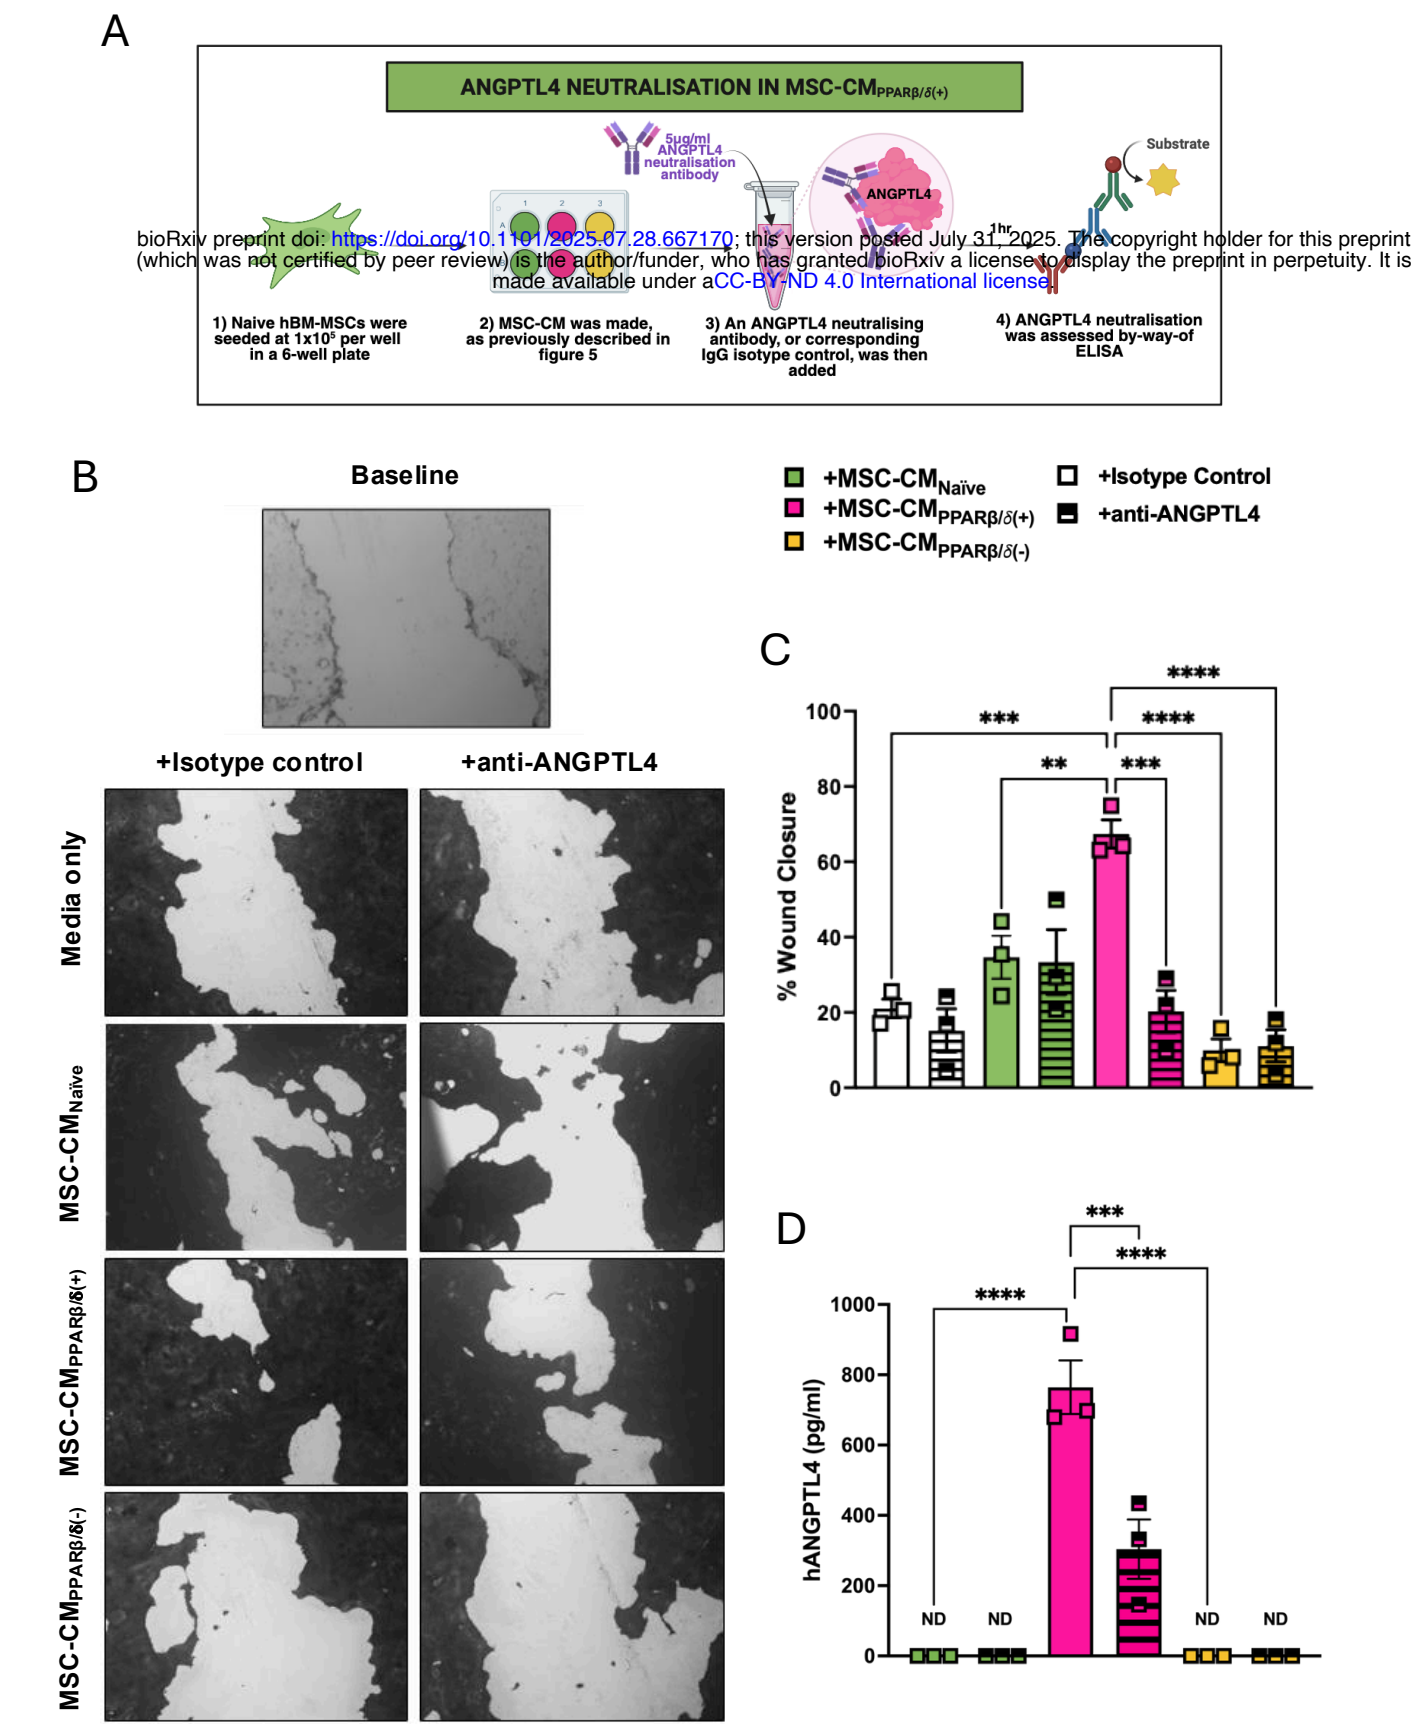 A
ANGPTL4 NEUTRALISATION IN MSC-CMPPARβ/δ(+)
5ug/ml
ANGPTL4
neutralisation
antibody
1 2 3
A
ANGPTL4
1hr
Substrate
bioRxiv preprint doi: https://doi.org/10.1101/2025.07.28.667170; this version posted July 31, 2025. The copyright holder for this preprint
(which was not certified by peer review) is the author/funder, who has granted bioRxiv a license to display the preprint in perpetuity. It is
made available under aCC-BY-ND 4.0 International license.
1) Naive hBM-MSCs were
seeded at 1x10⁵ per well
in a 6-well plate
2) MSC-CM was made,
as previously described in
figure 5
3) An ANGPTL4 neutralising
antibody, or corresponding
IgG isotype control, was then
added
4) ANGPTL4 neutralisation
was assessed by-way-of
ELISA
B
Baseline
+Isotype control
+anti-ANGPTL4
Media only
MSC-CMNaïve
MSC-CMPPARβ/δ(+)
MSC-CMPPARβ/δ(-)
+MSC-CMNaïve
+MSC-CMPPARβ/δ(+)
+MSC-CMPPARβ/δ(-)
+Isotype Control
+anti-ANGPTL4
C
% Wound Closure
100
80
60
40
20
0
****
*** ****
** ***
D
hANGPTL4 (pg/ml)
1000
800
600
400
200
0
***
****
****
ND ND ND ND